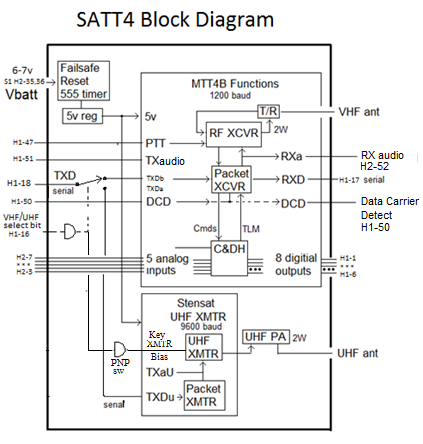 SATT4 Block Diagram
6-7v
S1 H2-35,36
Vbatt
Failsafe
Reset
555 timer
5v reg
MTT4B Functions
1200 baud
T/R
VHF ant
5v
RF XCVR
2W
H1-47
PTT
H1-51
TXaudio
RXa
RX audio
H2-52
H1-18
TXD
serial
TXDb
TXDa
Packet
XCVR
RXD
H1-17 serial
H1-50
DCD
DCD
Data Carrier
Detect
H1-50
VHF/UHF
select bit
H1-16
Cmds
TLM
C&DH
H2-7
***
H2-3
5 analog
inputs
8 digitial
outputs
H1-1
***
H1-6
Stensat
UHF XMTR
9600 baud
Key
XMTR
Bias
PNP
sw
UHF
XMTR
UHF PA
2W
UHF ant
TXaU
TXDu
serial
Packet
XMTR